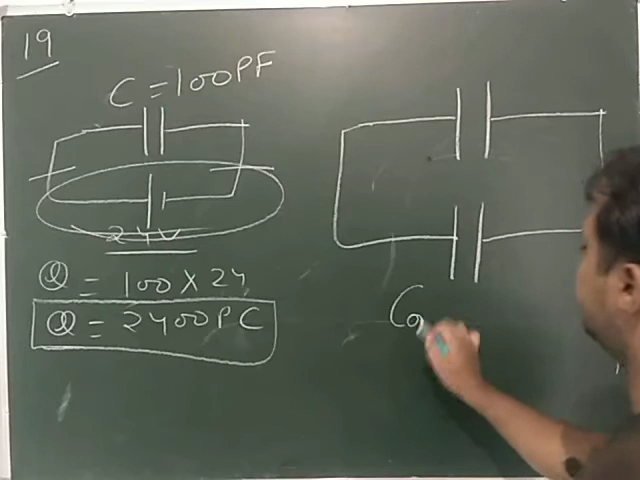 19
C = 100PF
24V
Q = 100 X 24
Q = 2400PC